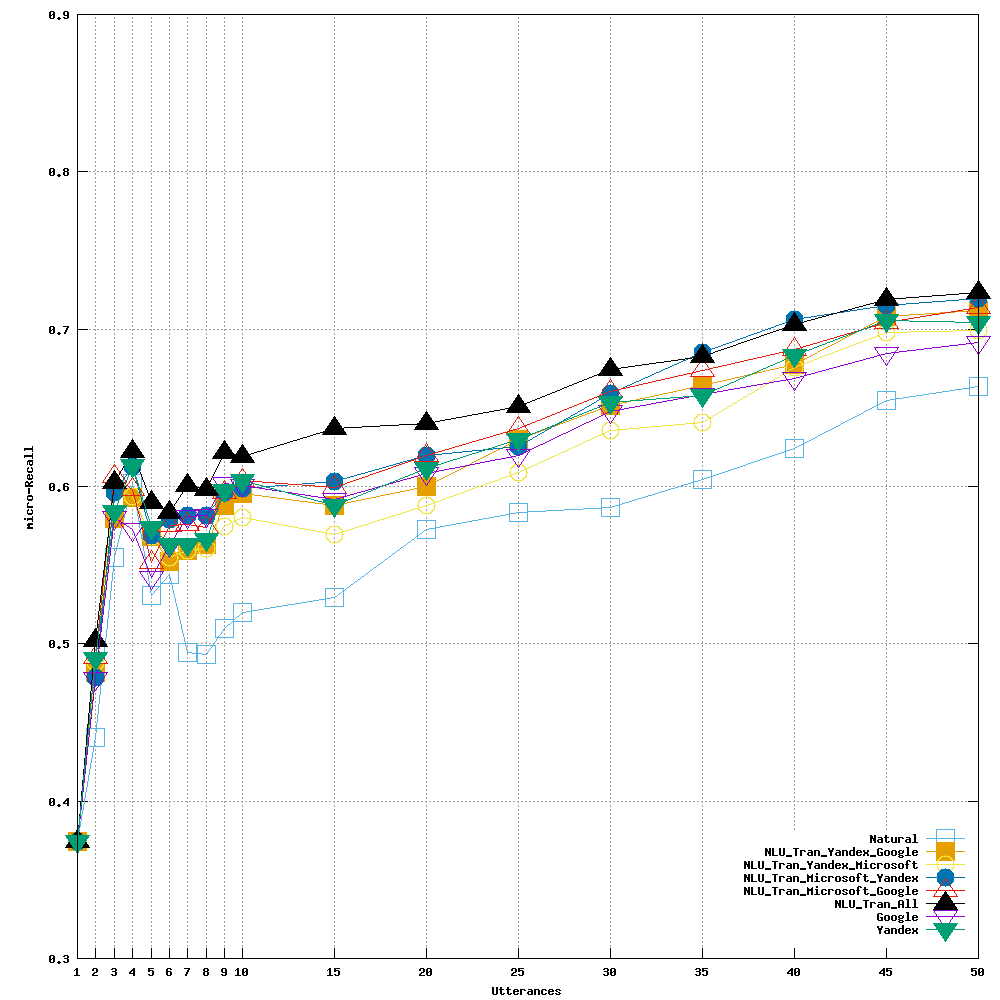 0.9
0.8
0.7
0.6
0.5
0.4
0.3
micro-Recall
Natural
NLU_Tran_Yandex_Google
NLU_Tran_Yandex_Microsoft
NLU_Tran_Microsoft_Yandex
NLU_Tran_Microsoft_Google
NLU_Tran_All
Google
Yandex
1 2 3 4 5 6 7 8 9 10 15 20 25 30 35 40 45 50
Utterances